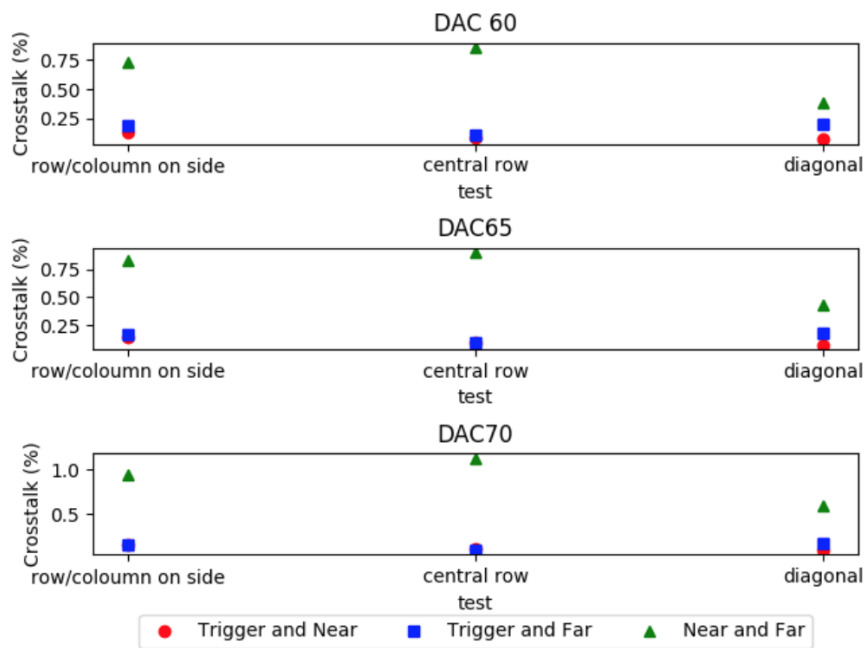 DAC 60
Crosstalk (%)
0.75
0.50
0.25
row/coloumn on side central row diagonal
test
DAC65
Crosstalk (%)
0.75
0.50
0.25
row/coloumn on side central row diagonal
test
DAC70
Crosstalk (%)
1.0
0.5
row/coloumn on side central row diagonal
test
Trigger and Near Trigger and Far Near and Far